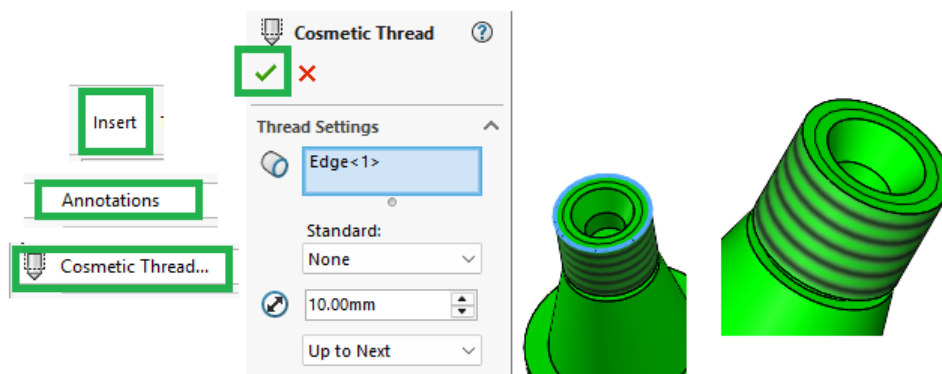 Insert
Annotations
Cosmetic Thread...
Cosmetic Thread
Thread Settings
Edge<1>
Standard:
None
10.00mm
Up to Next